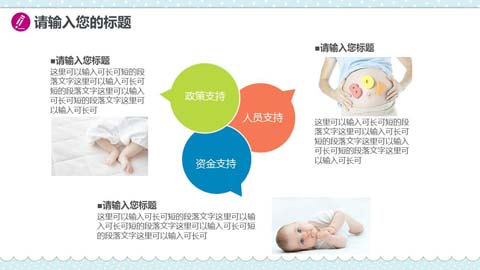 请输入您的标题
■请输入您标题
这里可以输入可长可短的段
落文字这里可以输入可长可
短的段落文字这里可以输入
可长可短的段落文字这里可
以输入可长可
政策支持
人员支持
资金支持
■请输入您标题
这里可以输入可长可短的段
落文字这里可以输入可长可
短的段落文字这里可以输入
可长可短的段落文字这里可
以输入可长可
■请输入您标题
这里可以输入可长可短的段落文字这里可以输
入可长可短的段落文字这里可以输入可长可短
的段落文字这里可以输入可长可